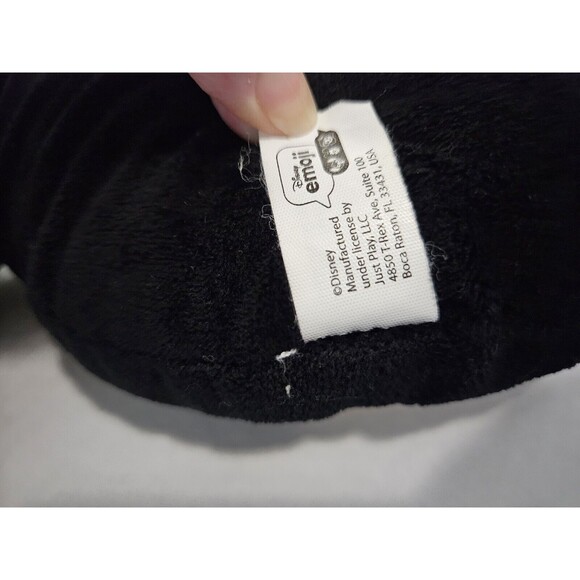 Disney
emoji
©Disney
Manufactured
under license by
Just Play, LLC
4850 T-Rex Ave, Suite 100
Boca Raton, FL 33431, USA